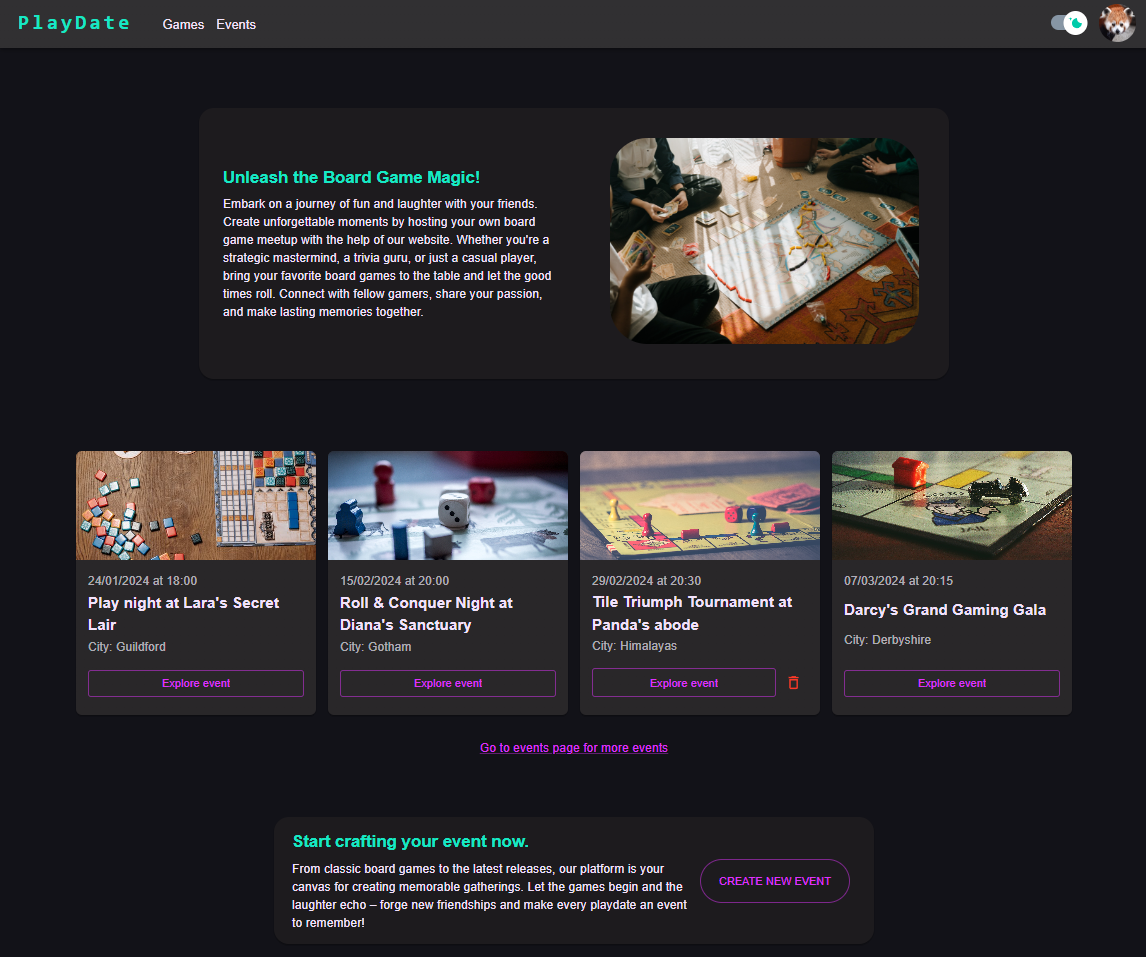 PlayDate
Games
Events
Unleash the Board Game Magic!
Embark on a journey of fun and laughter with your friends.
Create unforgettable moments by hosting your own board
game meetup with the help of our website. Whether you're a
strategic mastermind, a trivia guru, or just a casual player,
bring your favorite board games to the table and let the good
times roll. Connect with fellow gamers, share your passion,
and make lasting memories together.
24/01/2024 at 18:00
Play night at Lara's Secret
Lair
City: Guildford
Explore event
15/02/2024 at 20:00
Roll & Conquer Night at
Diana's Sanctuary
City: Gotham
Explore event
29/02/2024 at 20:30
Tile Triumph Tournament at
Panda's abode
City: Himalayas
Explore event
JAIL
07/03/2024 at 20:15
Darcy's Grand Gaming Gala
City: Derbyshire
Explore event
Go to events page for more events
Start crafting your event now.
From classic board games to the latest releases, our platform is your
canvas for creating memorable gatherings. Let the games begin and the
laughter echo – forge new friendships and make every playdate an event
to remember!
CREATE NEW EVENT